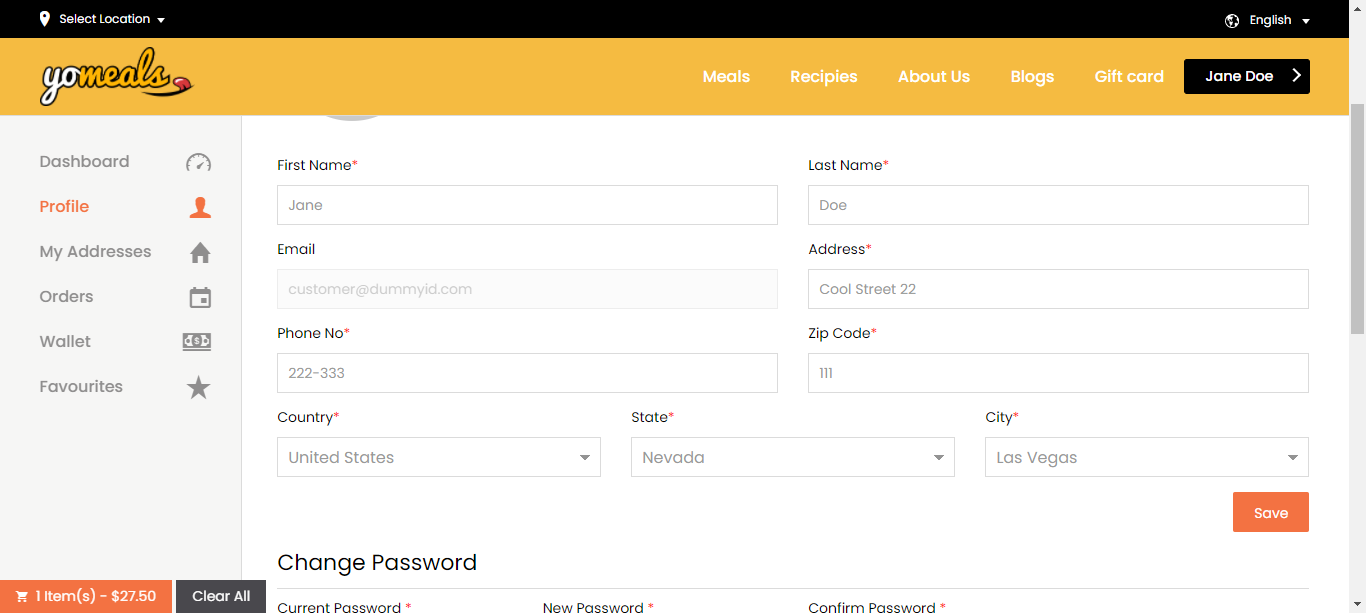 Select Location
English
yomeals
Meals
Recipies
About Us
Blogs
Gift card
Jane Doe
Dashboard
Profile
My Addresses
Orders
Wallet
Favourites
First Name*
Last Name*
Jane
Doe
Email
Address*
customer@dummyid.com
Cool Street 22
Phone No*
Zip Code*
222-333
111
Country*
State*
City*
United States
Nevada
Las Vegas
Save
Change Password
Current Password *
New Password *
Confirm Password *
1 Item(s) - $27.50
Clear All